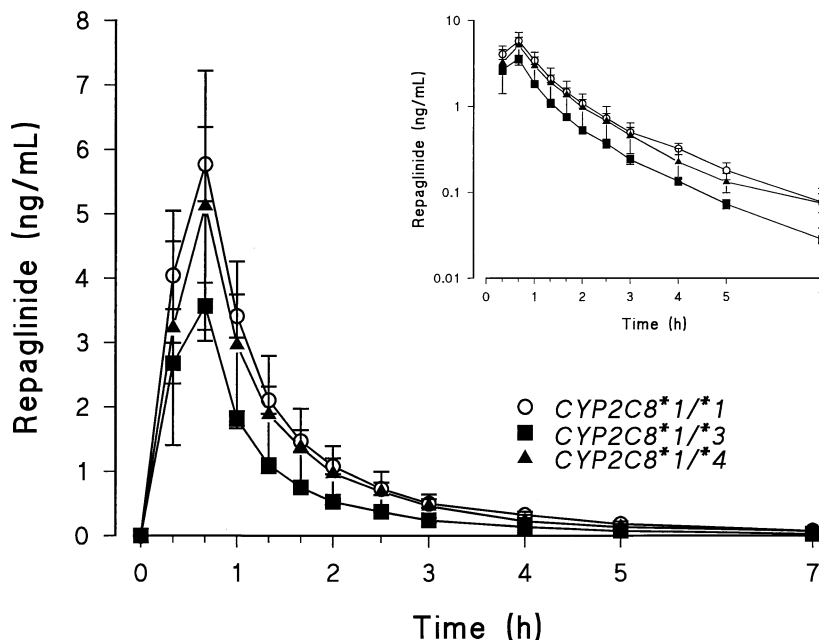 8
7
6
5
4
3
2
1
0
Repaglinide (ng/mL)
0 1 2 3 4 5 7
Time (h)
10
1
0.1
0.01
Repaglinide (ng/mL)
0 1 2 3 4 5
Time (h)
CYP2C8*1/*1
CYP2C8*1/*3
CYP2C8*1/*4